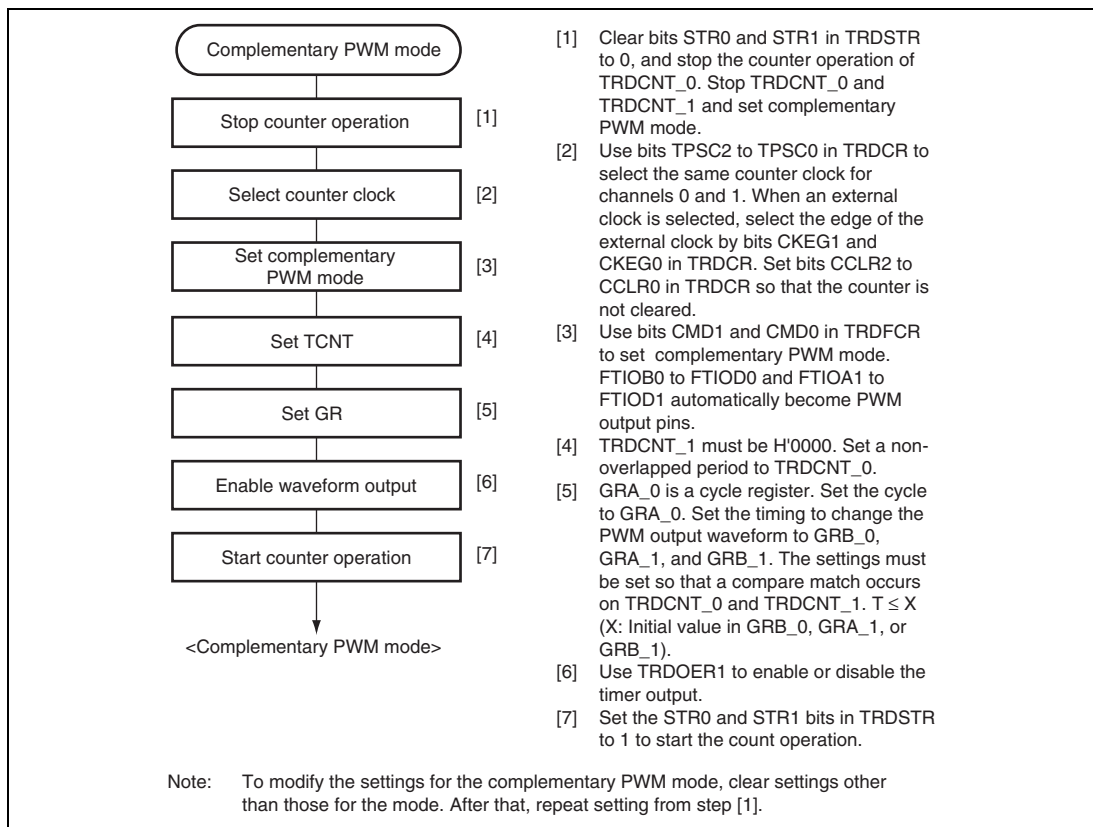 Complementary PWM mode
Stop counter operation
[1]
Select counter clock
[2]
Set complementary
PWM mode
[3]
Set TCNT
[4]
Set GR
[5]
Enable waveform output
[6]
Start counter operation
[7]
<Complementary PWM mode>
[1] Clear bits STR0 and STR1 in TRDSTR
to 0, and stop the counter operation of
TRDCNT_0. Stop TRDCNT_0 and
TRDCNT_1 and set complementary
PWM mode.
[2] Use bits TPSC2 to TPSC0 in TRDCR to
select the same counter clock for
channels 0 and 1. When an external
clock is selected, select the edge of the
external clock by bits CKEG1 and
CKEG0 in TRDCR. Set bits CCLR2 to
CCLR0 in TRDCR so that the counter is
not cleared.
[3] Use bits CMD1 and CMD0 in TRDFCR
to set complementary PWM mode.
FTIOB0 to FTIOD0 and FTIOA1 to
FTIOD1 automatically become PWM
output pins.
[4] TRDCNT_1 must be H'0000. Set a non-
overlapped period to TRDCNT_0.
[5] GRA_0 is a cycle register. Set the cycle
to GRA_0. Set the timing to change the
PWM output waveform to GRB_0,
GRA_1, and GRB_1. The settings must
be set so that a compare match occurs
on TRDCNT_0 and TRDCNT_1. T ≤ X
(X: Initial value in GRB_0, GRA_1, or
GRB_1).
[6] Use TRDOER1 to enable or disable the
timer output.
[7] Set the STR0 and STR1 bits in TRDSTR
to 1 to start the count operation.
Note: To modify the settings for the complementary PWM mode, clear settings other
than those for the mode. After that, repeat setting from step [1].